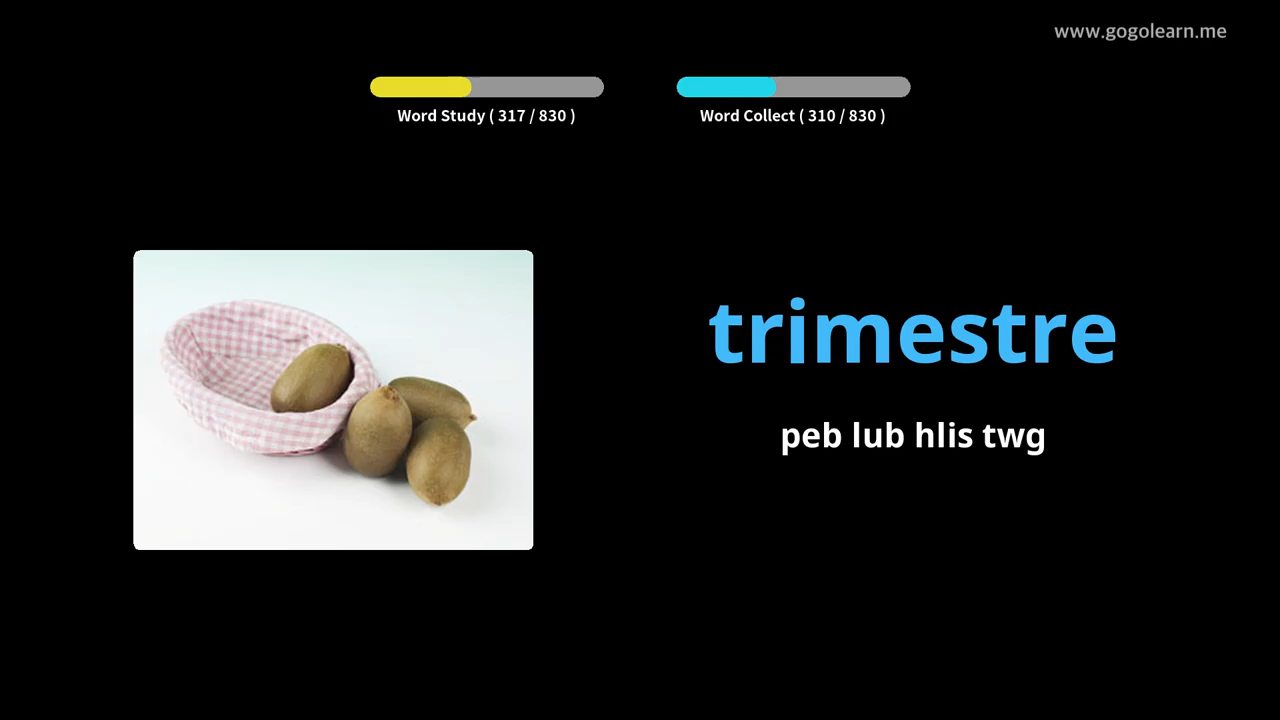 www.gogolearn.me
Word Study ( 317 / 830 )
Word Collect ( 310 / 830 )
trimestre
peb lub hlis twg